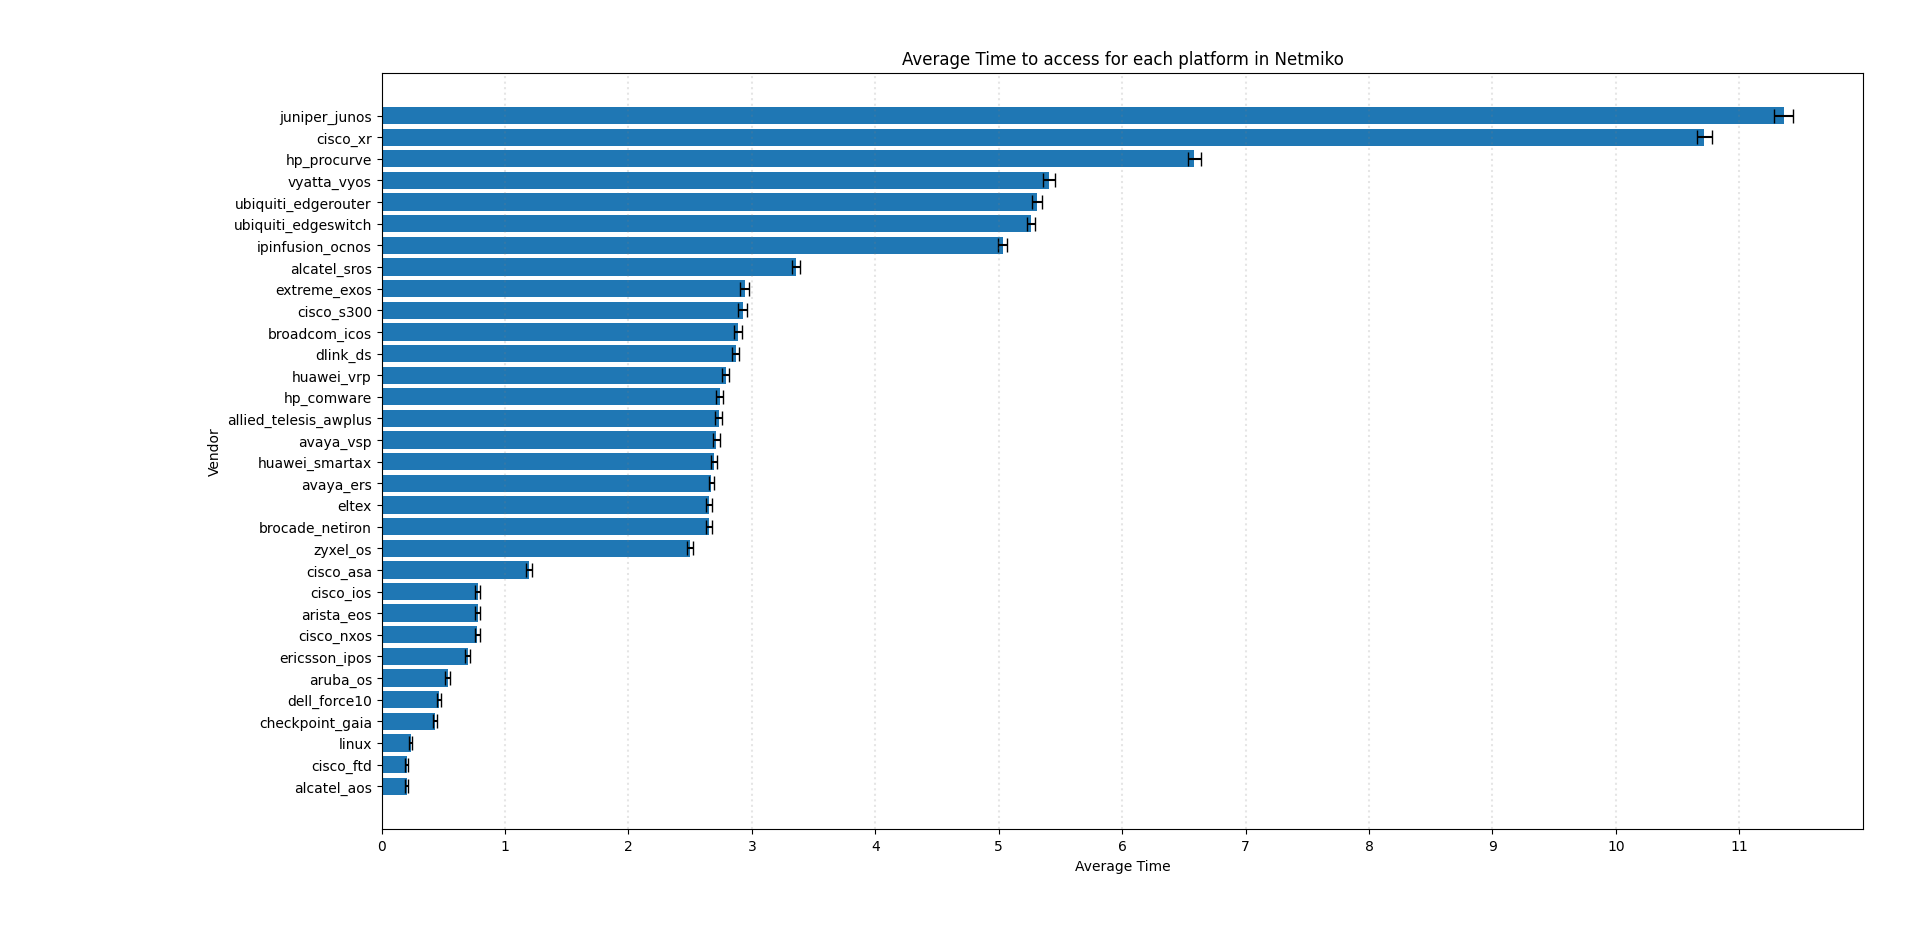 Average Time to access for each platform in Netmiko
Vendor
juniper_junos
cisco_xr
hp_procurve
vyatta_vyos
ubiquiti_edgerouter
ubiquiti_edgeswitch
ipinfusion_ocnos
alcatel_sros
extreme_exos
cisco_s300
broadcom_icos
dlink_ds
huawei_vrp
hp_comware
allied_telesis_awplus
avaya_vsp
huawei_smartax
avaya_ers
eltex
brocade_netiron
zyxel_os
cisco_asa
cisco_ios
arista_eos
cisco_nxos
ericsson_ipos
aruba_os
dell_force10
checkpoint_gaia
linux
cisco_ftd
alcatel_aos
0 1 2 3 4 5 6 7 8 9 10 11
Average Time